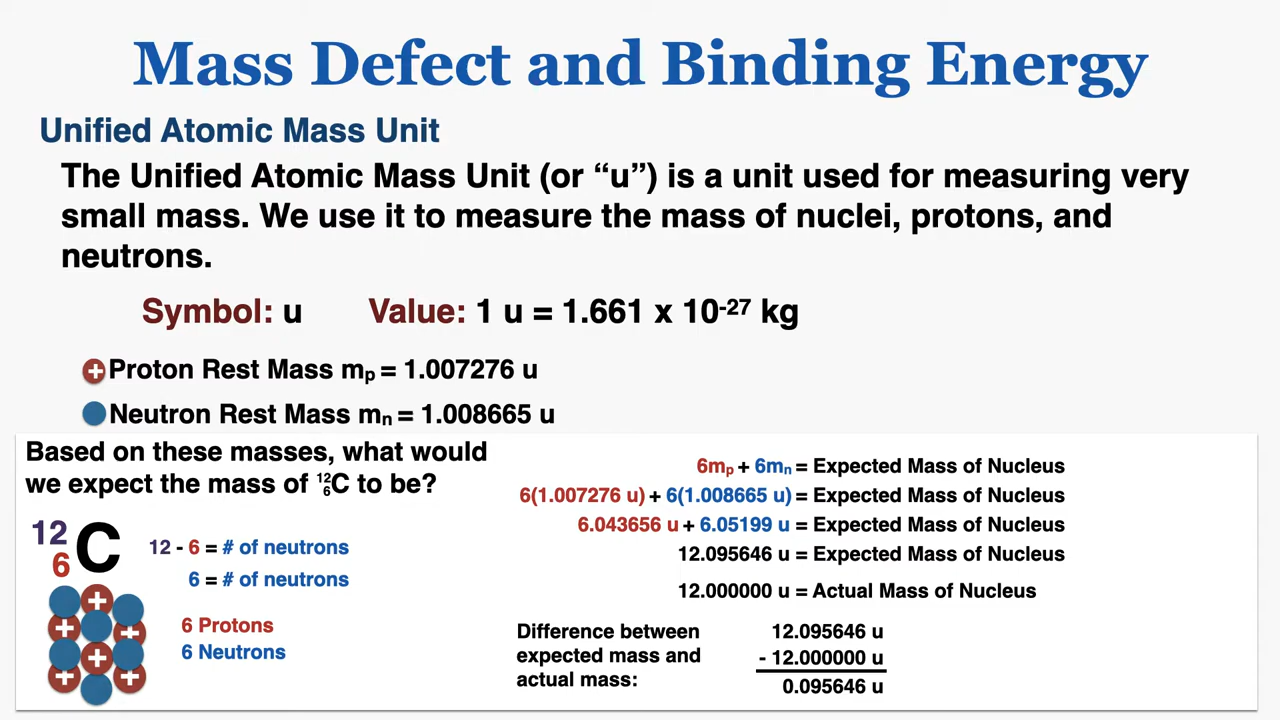 Mass Defect and Binding Energy
Unified Atomic Mass Unit
The Unified Atomic Mass Unit (or “u”) is a unit used for measuring very
small mass. We use it to measure the mass of nuclei, protons, and
neutrons.
Symbol: u Value: 1 u = 1.661 x 10⁻²⁷ kg
+ Proton Rest Mass mₚ = 1.007276 u
Neutron Rest Mass mₙ = 1.008665 u
Based on these masses, what would
we expect the mass of ¹²₆C to be?
¹²₆C
12 - 6 = # of neutrons
6 = # of neutrons
+
+ +
+
+ +
6 Protons
6 Neutrons
6mₚ + 6mₙ = Expected Mass of Nucleus
6(1.007276 u) + 6(1.008665 u) = Expected Mass of Nucleus
6.043656 u + 6.05199 u = Expected Mass of Nucleus
12.095646 u = Expected Mass of Nucleus
12.000000 u = Actual Mass of Nucleus
Difference between
expected mass and
actual mass:
12.095646 u
- 12.000000 u
0.095646 u